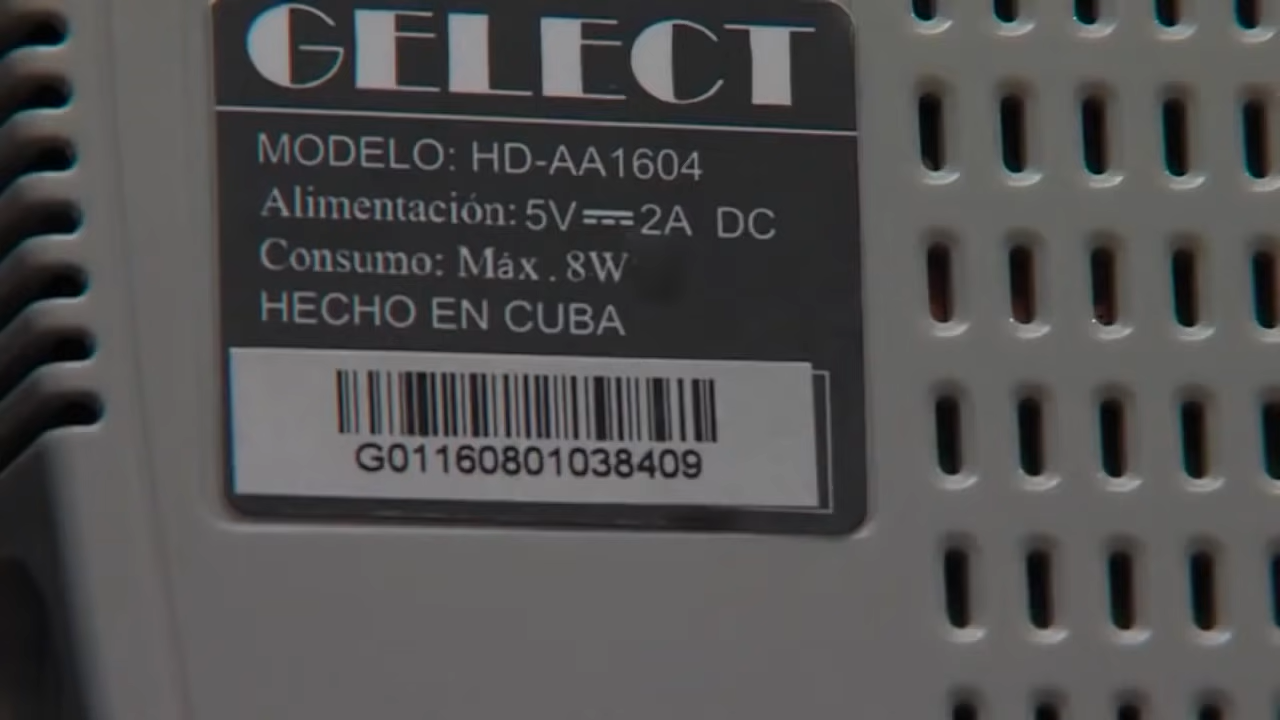 GELECT
MODELO: HD-AA1604
Alimentación: 5V⎓2A DC
Consumo: Máx. 8W
HECHO EN CUBA
G01160801038409